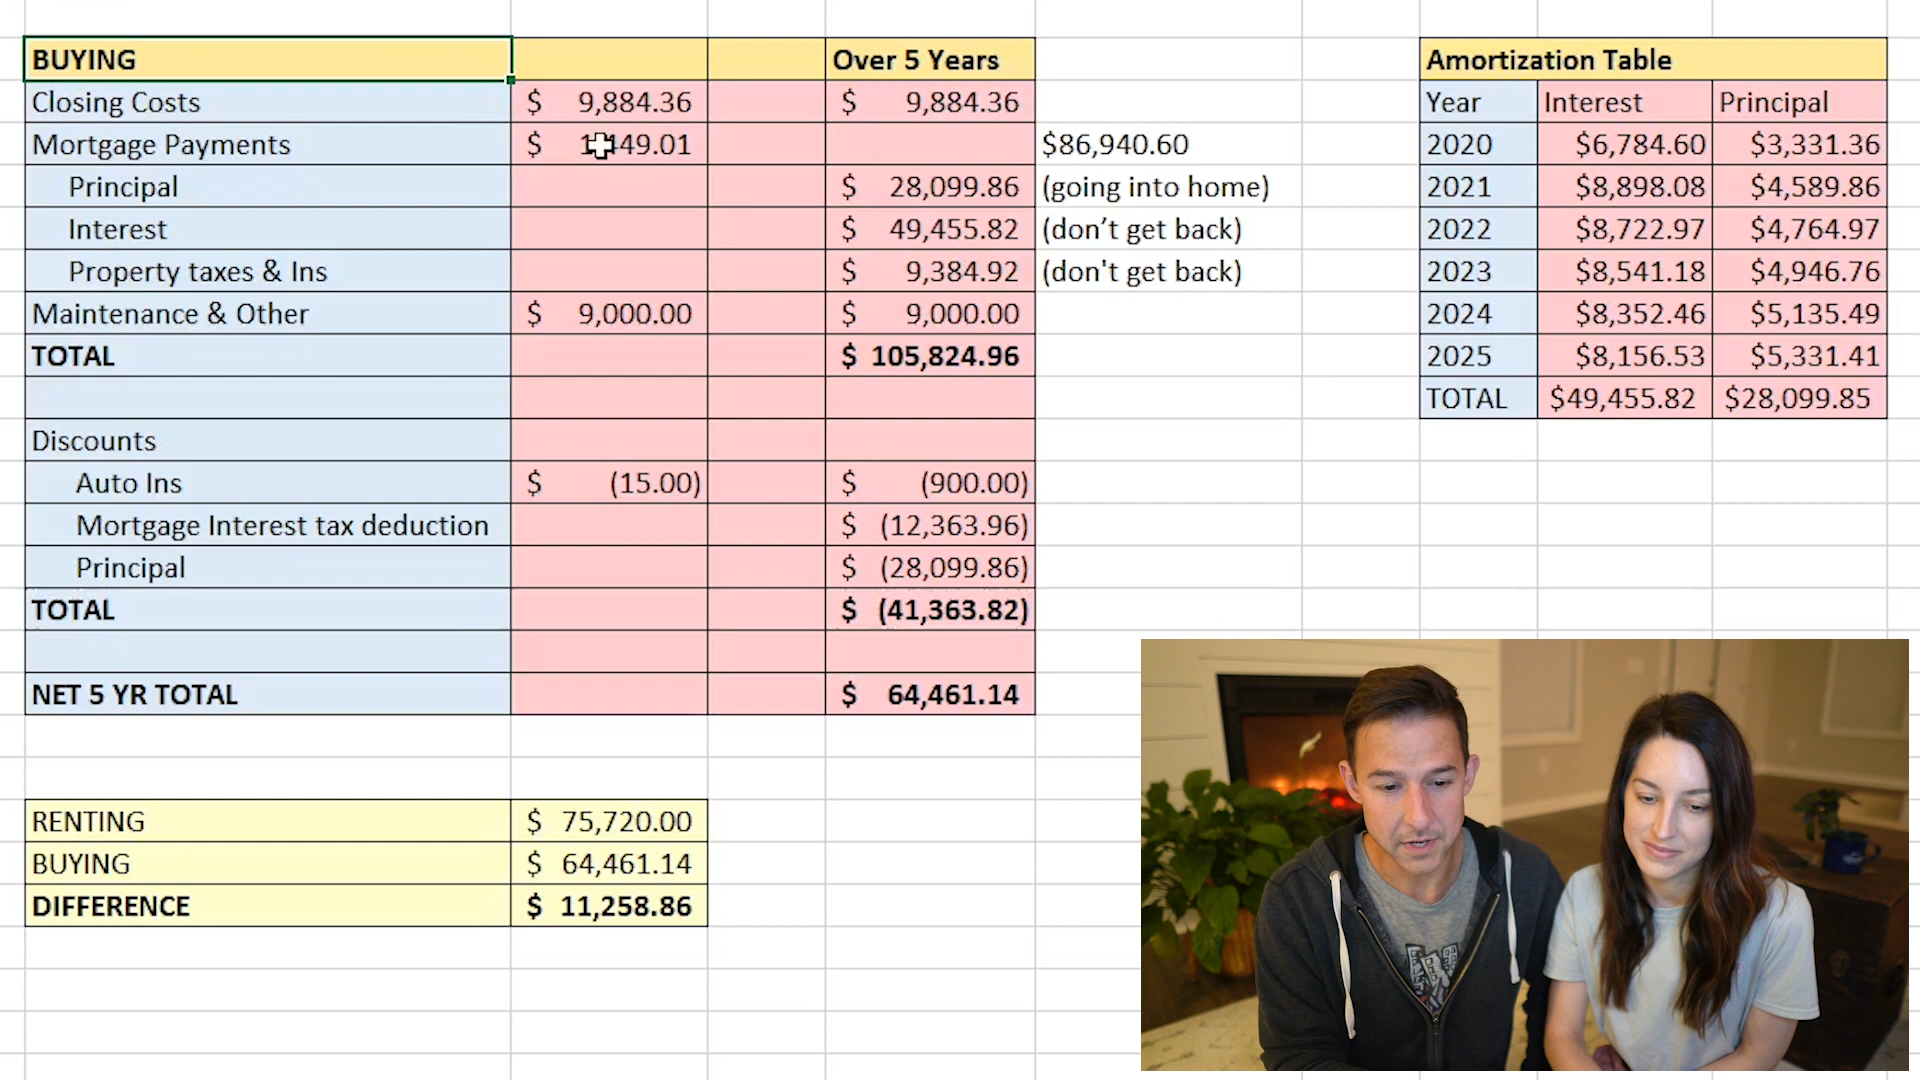 BUYING Over 5 Years
Closing Costs $ 9,884.36 $ 9,884.36
Mortgage Payments $ 49.01 $86,940.60
Principal $ 28,099.86 (going into home)
Interest $ 49,455.82 (don’t get back)
Property taxes & Ins $ 9,384.92 (don't get back)
Maintenance & Other $ 9,000.00 $ 9,000.00
TOTAL $ 105,824.96
Discounts
Auto Ins $ (15.00) $ (900.00)
Mortgage Interest tax deduction $ (12,363.96)
Principal $ (28,099.86)
TOTAL $ (41,363.82)
NET 5 YR TOTAL $ 64,461.14
RENTING $ 75,720.00
BUYING $ 64,461.14
DIFFERENCE $ 11,258.86
Amortization Table
Year Interest Principal
2020 $6,784.60 $3,331.36
2021 $8,898.08 $4,589.86
2022 $8,722.97 $4,764.97
2023 $8,541.18 $4,946.76
2024 $8,352.46 $5,135.49
2025 $8,156.53 $5,331.41
TOTAL $49,455.82 $28,099.85